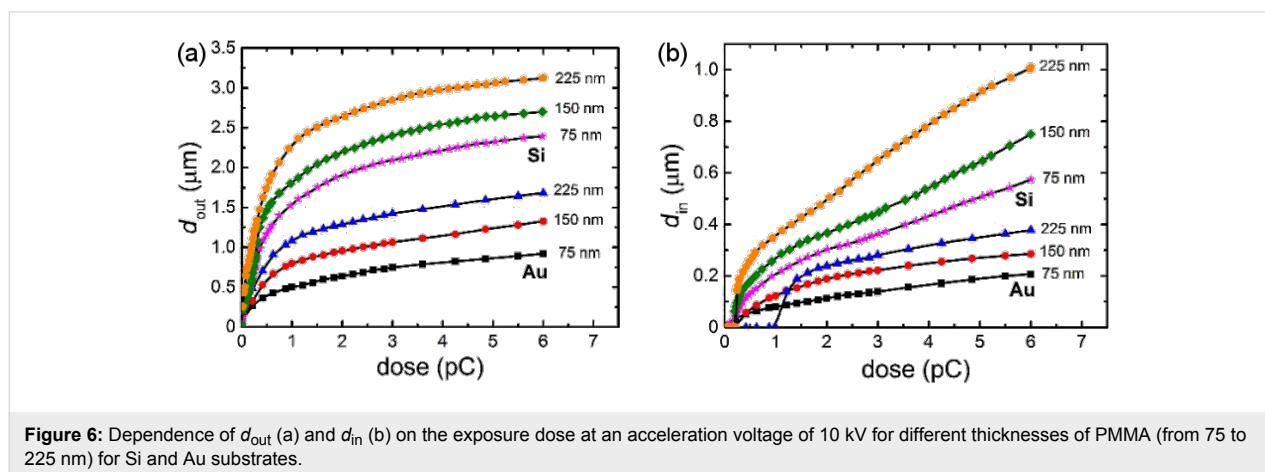 (a)
3.5
3.0
2.5
2.0
1.5
1.0
0.5
0
d_out (μm)
225 nm
150 nm
75 nm
Si
225 nm
150 nm
75 nm
Au
0 1 2 3 4 5 6 7
dose (pC)
(b)
1.0
0.8
0.6
0.4
0.2
0
d_in (μm)
225 nm
150 nm
75 nm
Si
225 nm
150 nm
75 nm
Au
0 1 2 3 4 5 6 7
dose (pC)
Figure 6: Dependence of d_out (a) and d_in (b) on the exposure dose at an acceleration voltage of 10 kV for different thicknesses of PMMA (from 75 to
225 nm) for Si and Au substrates.